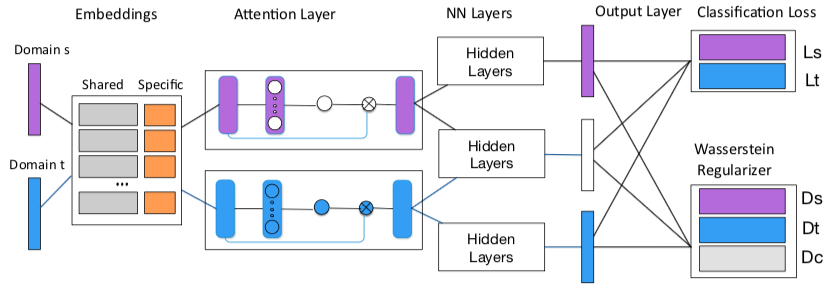 Embeddings
Attention Layer
NN Layers
Output Layer
Classification Loss
Domain s
Shared
Specific
Domain t
...
Hidden
Layers
Hidden
Layers
Hidden
Layers
Ls
Lt
Wasserstein
Regularizer
Ds
Dt
Dc